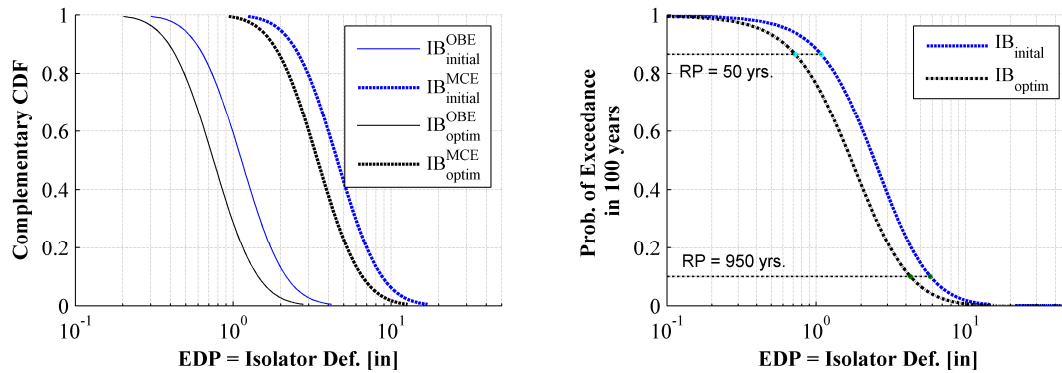 Complementary CDF
1
0.8
0.6
0.4
0.2
0
10^-1
10^0
10^1
EDP = Isolator Def. [in]
IB^OBE_initial
IB^MCE_initial
IB^OBE_optim
IB^MCE_optim
Prob. of Exceedance
in 100 years
1
0.8
0.6
0.4
0.2
0
10^-1
10^0
10^1
EDP = Isolator Def. [in]
RP = 50 yrs.
RP = 950 yrs.
IB_inital
IB_optim